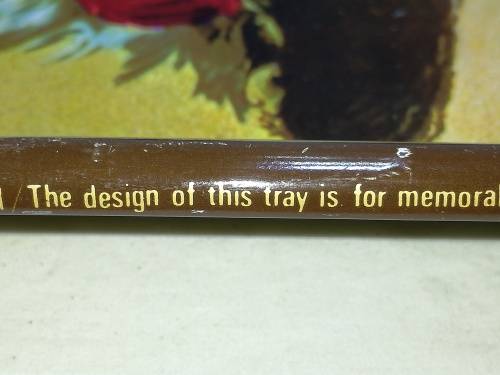 / The design of this tray is for memoral